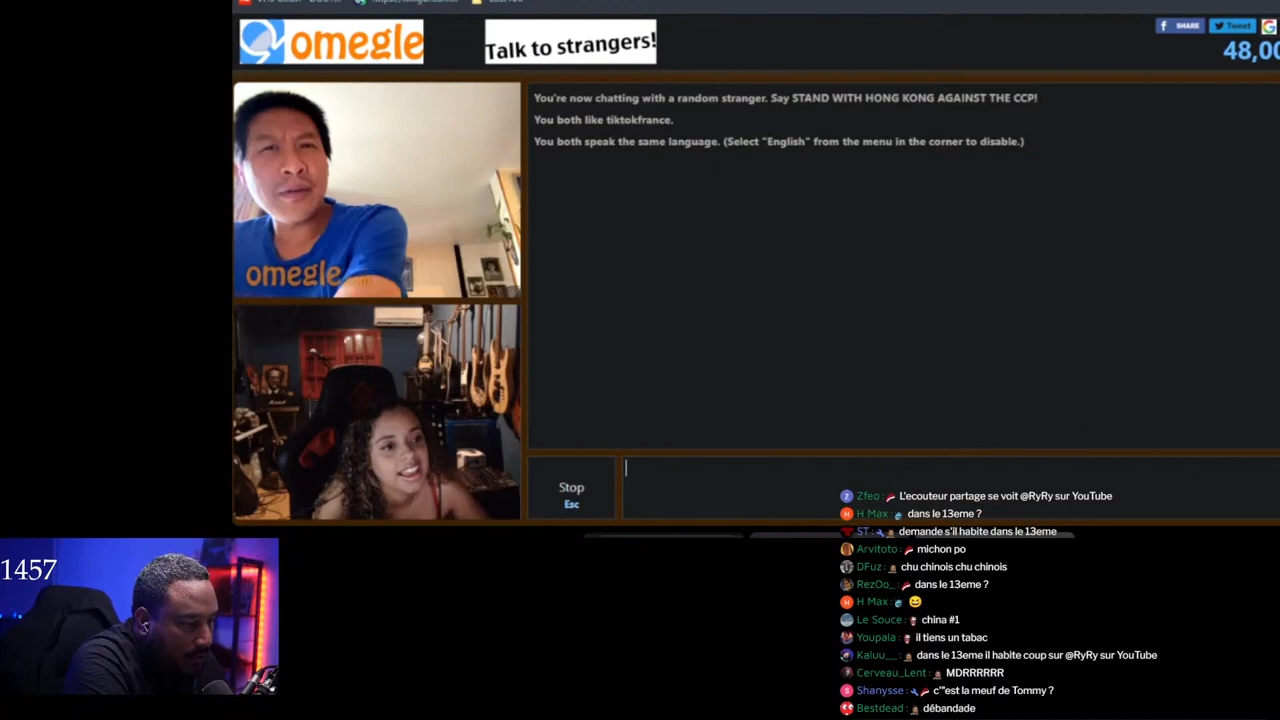 omegle
Talk to strangers!
SHARE
Tweet
48,00
You're now chatting with a random stranger. Say STAND WITH HONG KONG AGAINST THE CCP!
You both like tiktokfrance.
You both speak the same language. (Select "English" from the menu in the corner to disable.)
omegle
Stop
Esc
Zfeo : L'ecouteur partage se voit @RyRy sur YouTube
H Max : dans le 13eme ?
ST : demande s'il habite dans le 13eme
Arvitoto : michon po
DFuz : chu chinois chu chinois
RezOo_ : dans le 13eme ?
H Max : 😆
Le Souce : china #1
Youpala : il tiens un tabac
Kaluu__ : dans le 13eme il habite coup sur @RyRy sur YouTube
Cerveau_Lent : MDRRRRRR
Shanysse : c'"est la meuf de Tommy ?
Bestdead : débandade
1457